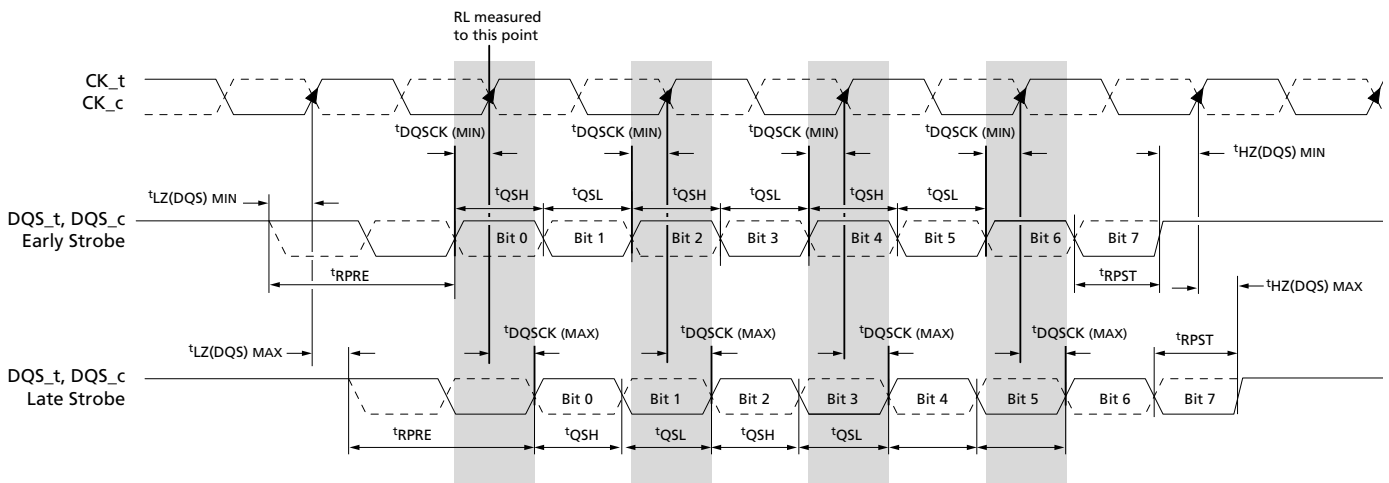 RL measured
to this point
CK_t
CK_c
tDQSCK (MIN) tDQSCK (MIN) tDQSCK (MIN) tDQSCK (MIN)
tHZ(DQS) MIN
tLZ(DQS) MIN
tQSH tQSL tQSH tQSL tQSH tQSL
DQS_t, DQS_c
Early Strobe
Bit 0 Bit 1 Bit 2 Bit 3 Bit 4 Bit 5 Bit 6 Bit 7
tRPRE
tRPST
tHZ(DQS) MAX
tLZ(DQS) MAX
tDQSCK (MAX) tDQSCK (MAX) tDQSCK (MAX) tDQSCK (MAX)
tRPST
DQS_t, DQS_c
Late Strobe
Bit 0 Bit 1 Bit 2 Bit 3 Bit 4 Bit 5 Bit 6 Bit 7
tRPRE tQSH tQSL tQSH tQSL